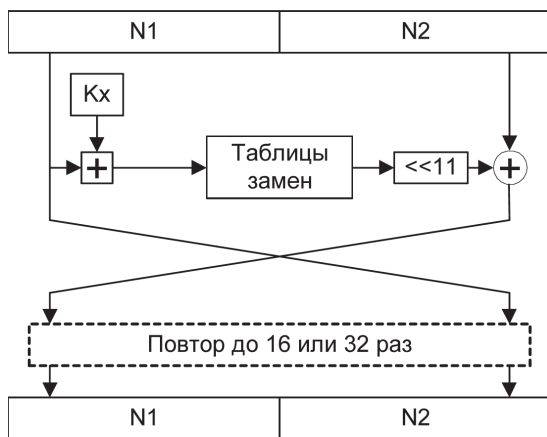 N1 N2
Kx
+
Таблицы
замен
<<11
+
Повтор до 16 или 32 раз
N1 N2